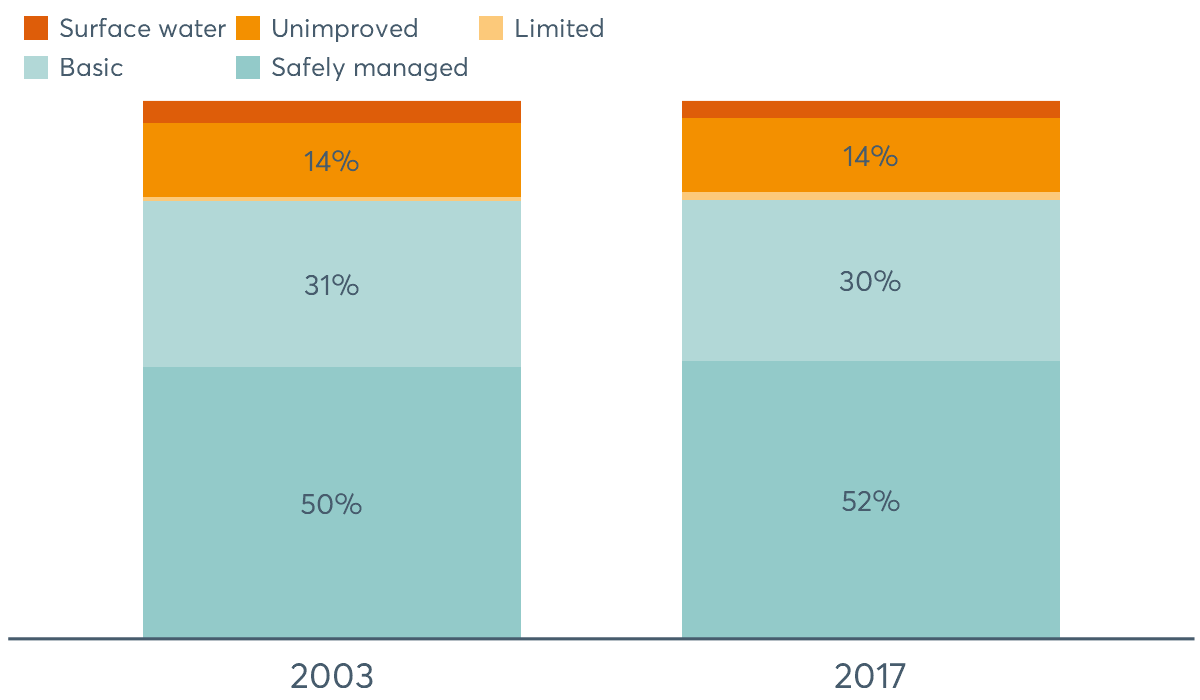 Surface water Unimproved Limited
Basic Safely managed
14% 14%
31% 30%
50% 52%
2003 2017